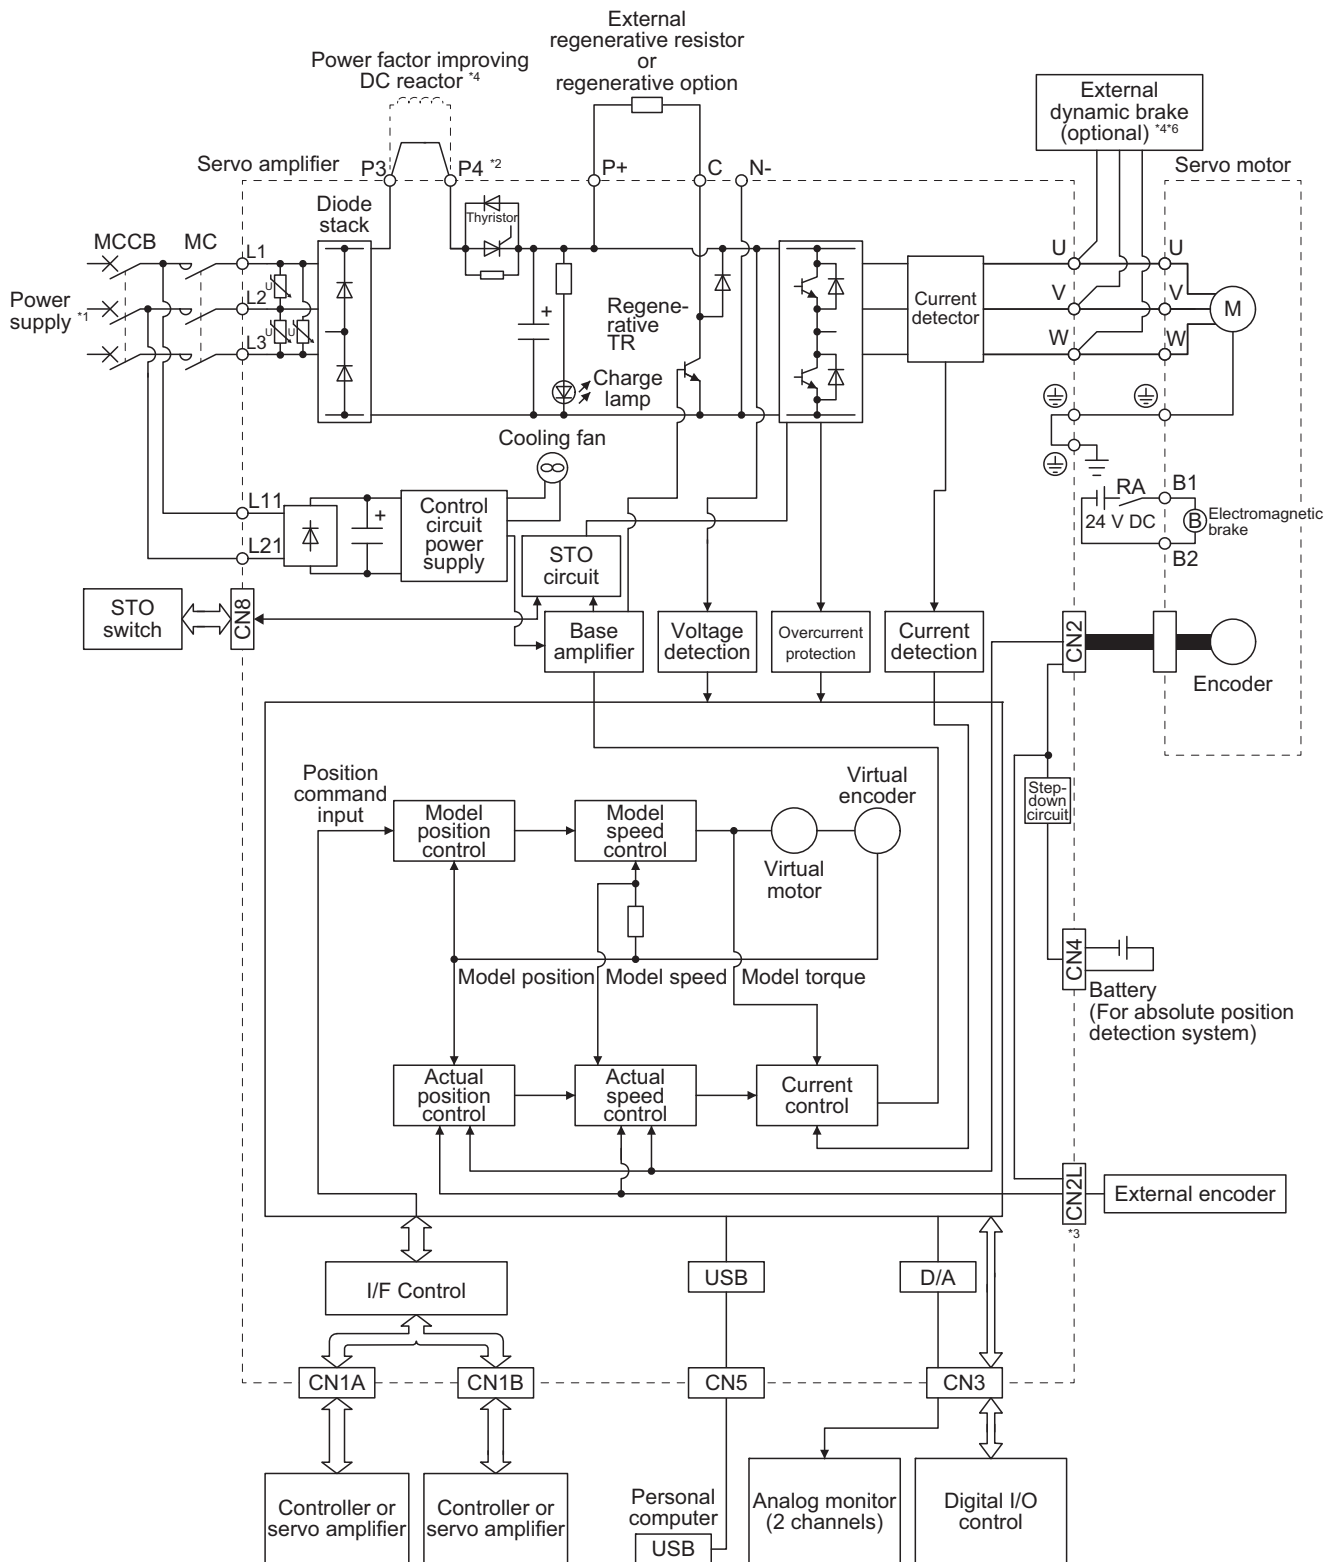 External
regenerative resistor
or
regenerative option
Power factor improving
DC reactor *4
External
dynamic brake
(optional) *4*6
Servo amplifier
P3
P4 *2
P+
C
N-
Servo motor
Diode
stack
Thyristor
MCCB
MC
L1
L2
L3
Power
supply *1
U
U
U
Regene-
rative
TR
Charge
lamp
Current
detector
U
V
W
U
V
W
M
Cooling fan
L11
L21
Control
circuit
power
supply
STO
circuit
RA
24 V DC
B1
B
B2
Electromagnetic
brake
STO
switch
CN8
Base
amplifier
Voltage
detection
Overcurrent
protection
Current
detection
CN2
Encoder
Position
command
input
Model
position
control
Model
speed
control
Virtual
encoder
Virtual
motor
Step-
down
circuit
Model position
Model speed
Model torque
CN4
Battery
(For absolute position
detection system)
Actual
position
control
Actual
speed
control
Current
control
CN2L
*3
External encoder
I/F Control
USB
D/A
CN1A
CN1B
CN5
CN3
Controller or
servo amplifier
Controller or
servo amplifier
Personal
computer
USB
Analog monitor
(2 channels)
Digital I/O
control